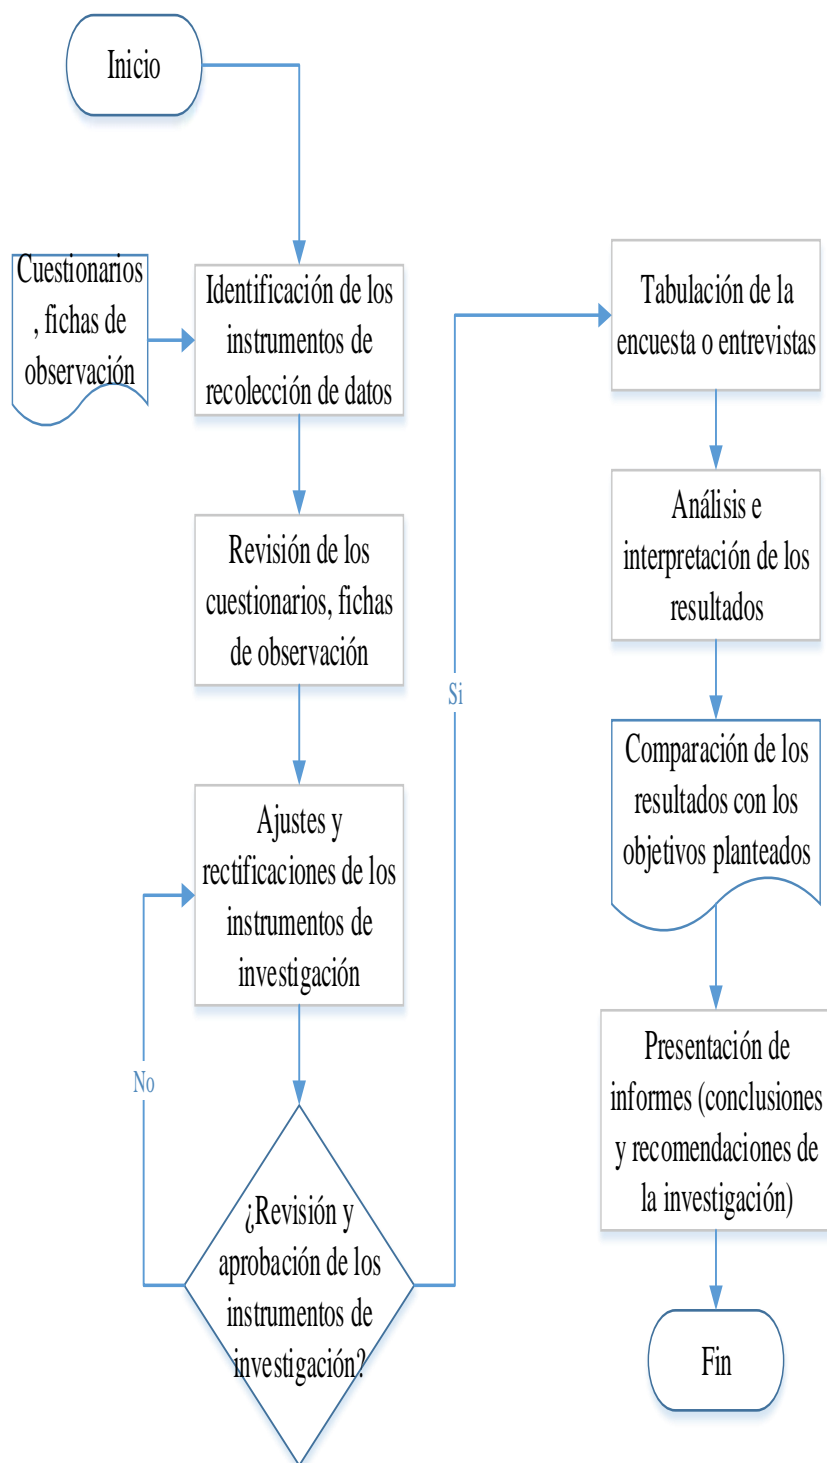 Inicio
Cuestionarios
, fichas de
observación
Identificación de los
instrumentos de
recolección de datos
Revisión de los
cuestionarios, fichas
de observación
Ajustes y
rectificaciones de los
instrumentos de
investigación
No
¿Revisión y
aprobación de los
instrumentos de
investigación?
Si
Tabulación de la
encuesta o entrevistas
Análisis e
interpretación de los
resultados
Comparación de los
resultados con los
objetivos planteados
Presentación de
informes (conclusiones
y recomendaciones de
la investigación)
Fin